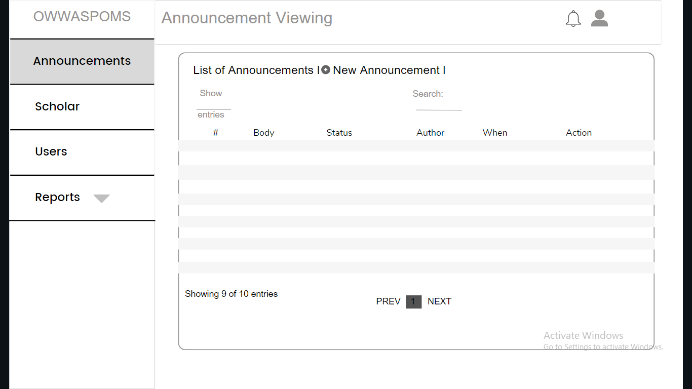 OWWASPOMS
Announcement Viewing
Announcements
Scholar
Users
Reports
List of Announcements I New Announcement I
Show
entries
Search:
# Body Status Author When Action
Showing 9 of 10 entries
PREV 1 NEXT
Activate Windows
Go to Settings to activate Windows.